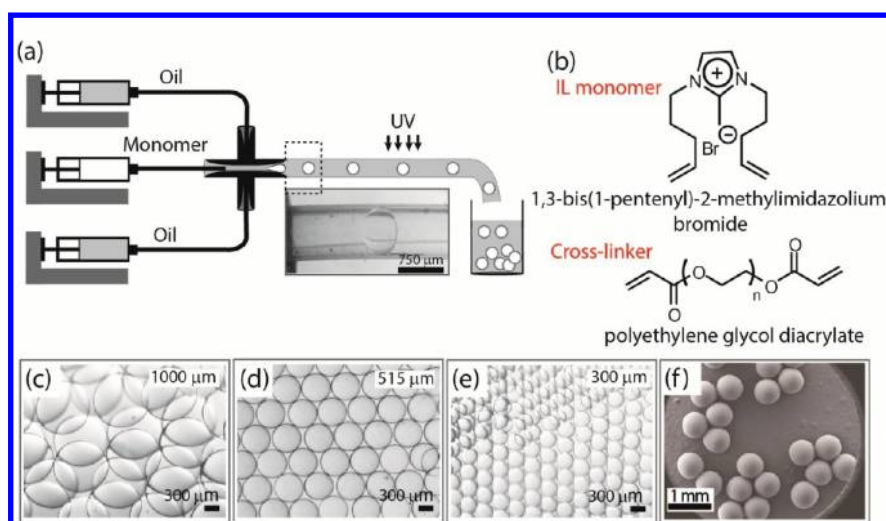 (a)
Oil
Monomer
Oil
UV
750 µm
(b)
IL monomer
N
+
N
Br
−
1,3-bis(1-pentenyl)-2-methylimidazolium
bromide
Cross-linker
O
O
n
O
O
polyethylene glycol diacrylate
(c)
1000 µm
300 µm
(d)
515 µm
300 µm
(e)
300 µm
300 µm
(f)
1 mm